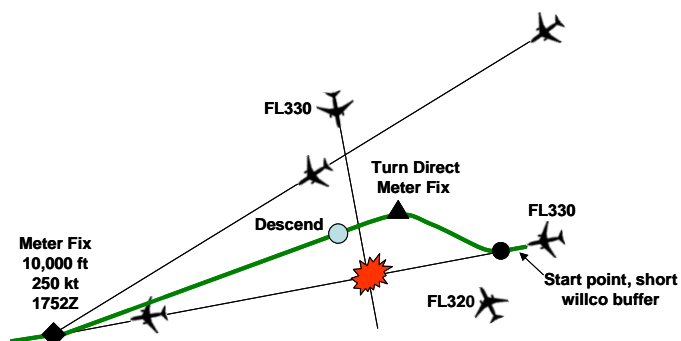 FL330
Turn Direct
Meter Fix
Descend
FL330
Meter Fix
10,000 ft
250 kt
1752Z
Start point, short
willco buffer
FL320